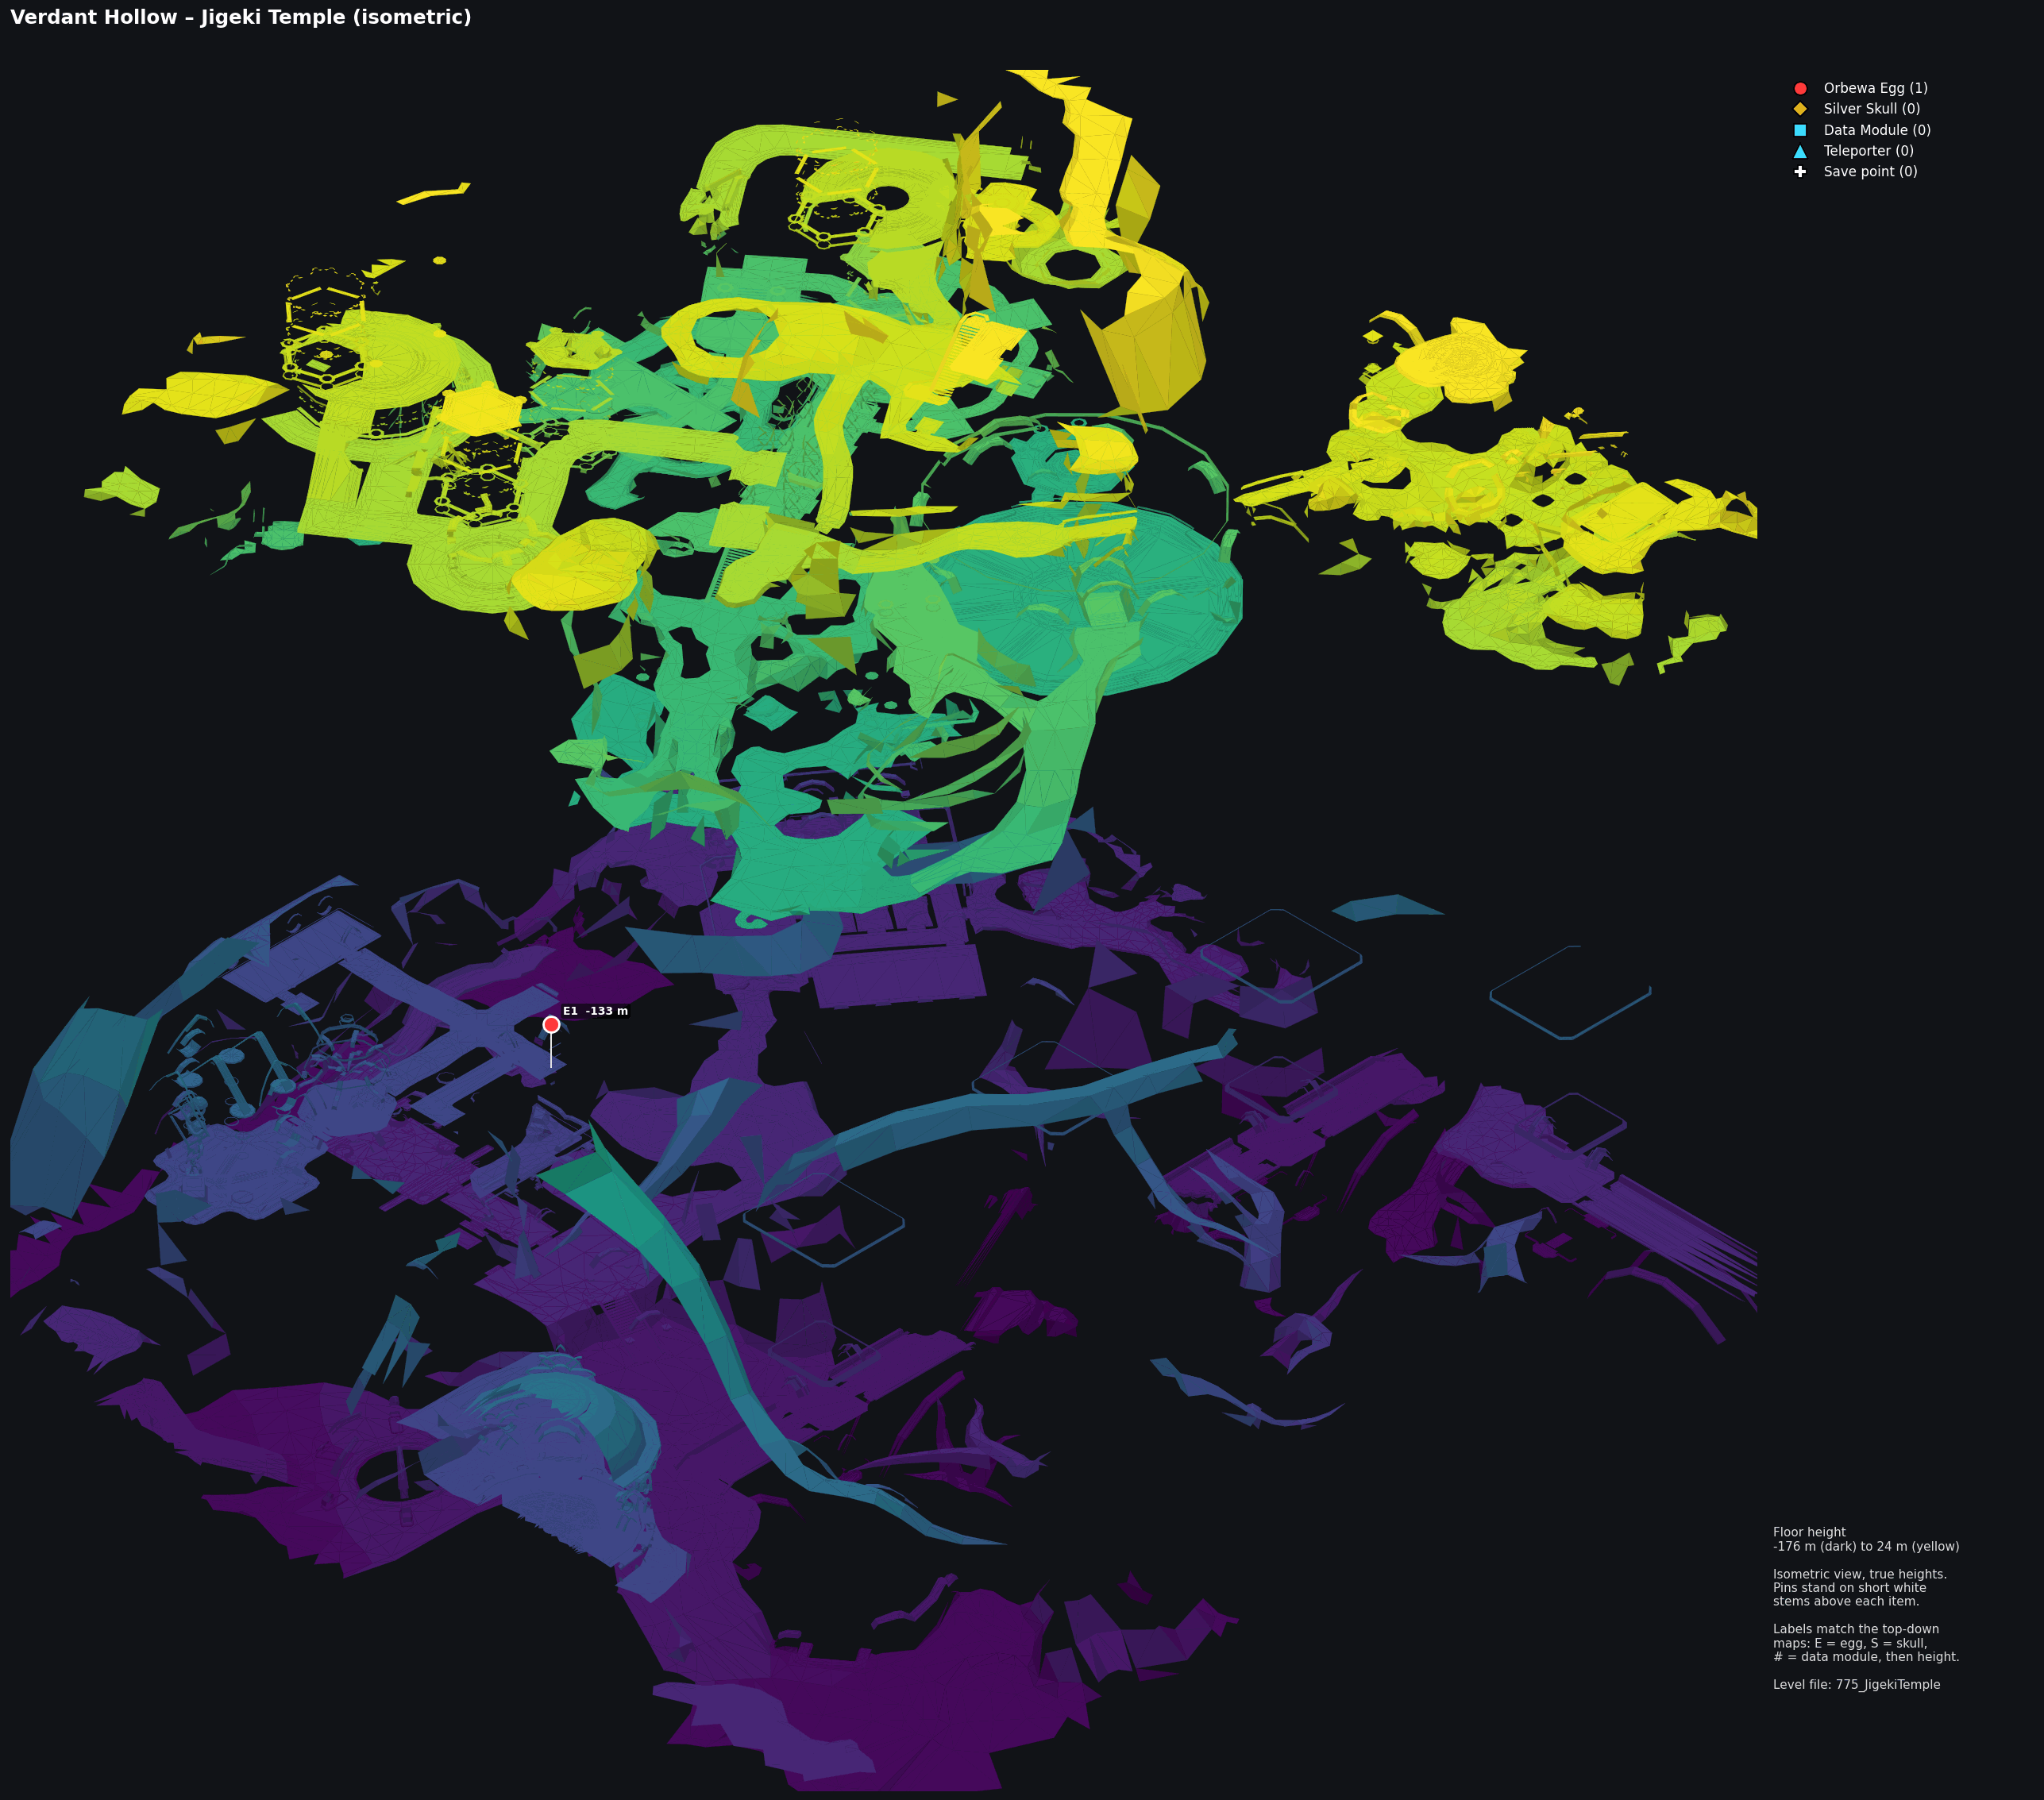 Verdant Hollow – Jigeki Temple (isometric)
Orbewa Egg (1)
Silver Skull (0)
Data Module (0)
Teleporter (0)
Save point (0)
E1  -133 m
Floor height
-176 m (dark) to 24 m (yellow)
Isometric view, true heights.
Pins stand on short white
stems above each item.
Labels match the top-down
maps: E = egg, S = skull,
# = data module, then height.
Level file: 775_JigekiTemple